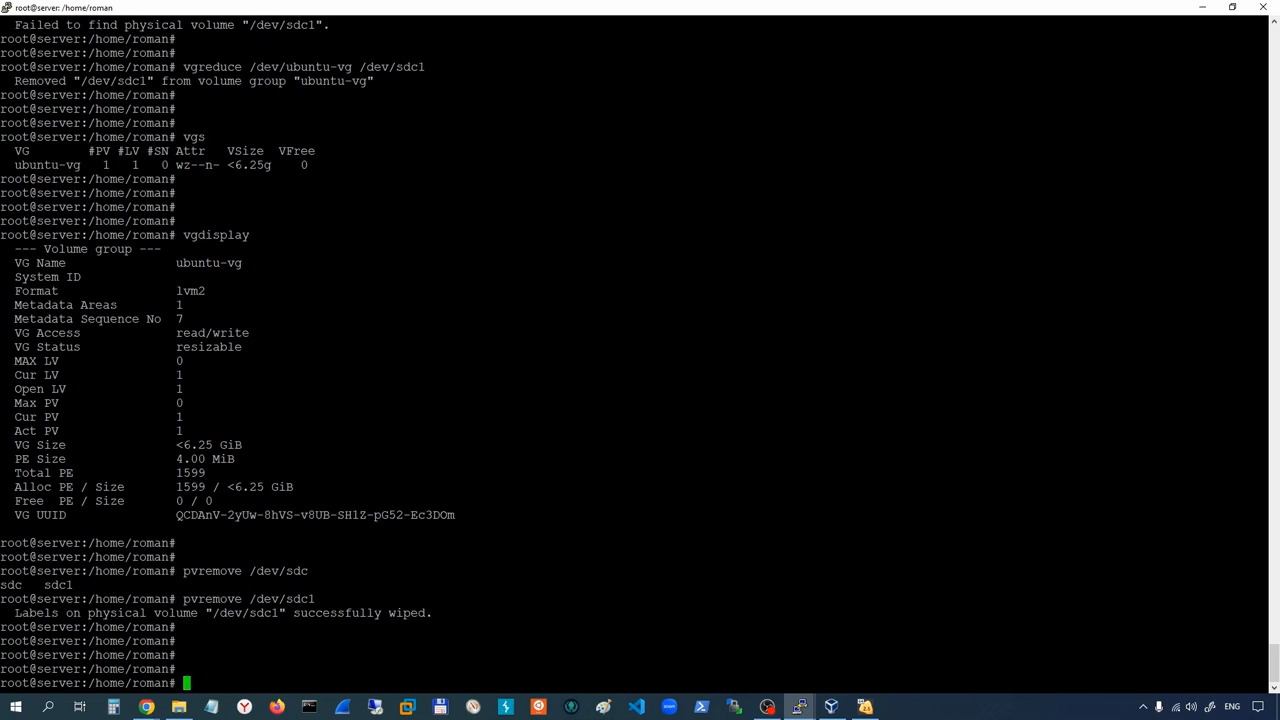 root@server: /home/roman
  Failed to find physical volume "/dev/sdc1".
root@server:/home/roman#
root@server:/home/roman#
root@server:/home/roman# vgreduce /dev/ubuntu-vg /dev/sdc1
  Removed "/dev/sdc1" from volume group "ubuntu-vg"
root@server:/home/roman#
root@server:/home/roman#
root@server:/home/roman#
root@server:/home/roman# vgs
  VG        #PV #LV #SN Attr   VSize  VFree
  ubuntu-vg   1   1   0 wz--n- <6.25g    0
root@server:/home/roman#
root@server:/home/roman#
root@server:/home/roman#
root@server:/home/roman#
root@server:/home/roman# vgdisplay
  --- Volume group ---
  VG Name               ubuntu-vg
  System ID
  Format                lvm2
  Metadata Areas        1
  Metadata Sequence No  7
  VG Access             read/write
  VG Status             resizable
  MAX LV                0
  Cur LV                1
  Open LV               1
  Max PV                0
  Cur PV                1
  Act PV                1
  VG Size               <6.25 GiB
  PE Size               4.00 MiB
  Total PE              1599
  Alloc PE / Size       1599 / <6.25 GiB
  Free  PE / Size       0 / 0
  VG UUID               QCDAnV-2yUw-8hVS-v8UB-SH1Z-pG52-Ec3DOm
root@server:/home/roman#
root@server:/home/roman#
root@server:/home/roman# pvremove /dev/sdc
sdc   sdc1
root@server:/home/roman# pvremove /dev/sdc1
  Labels on physical volume "/dev/sdc1" successfully wiped.
root@server:/home/roman#
root@server:/home/roman#
root@server:/home/roman#
root@server:/home/roman#
root@server:/home/roman#
ENG